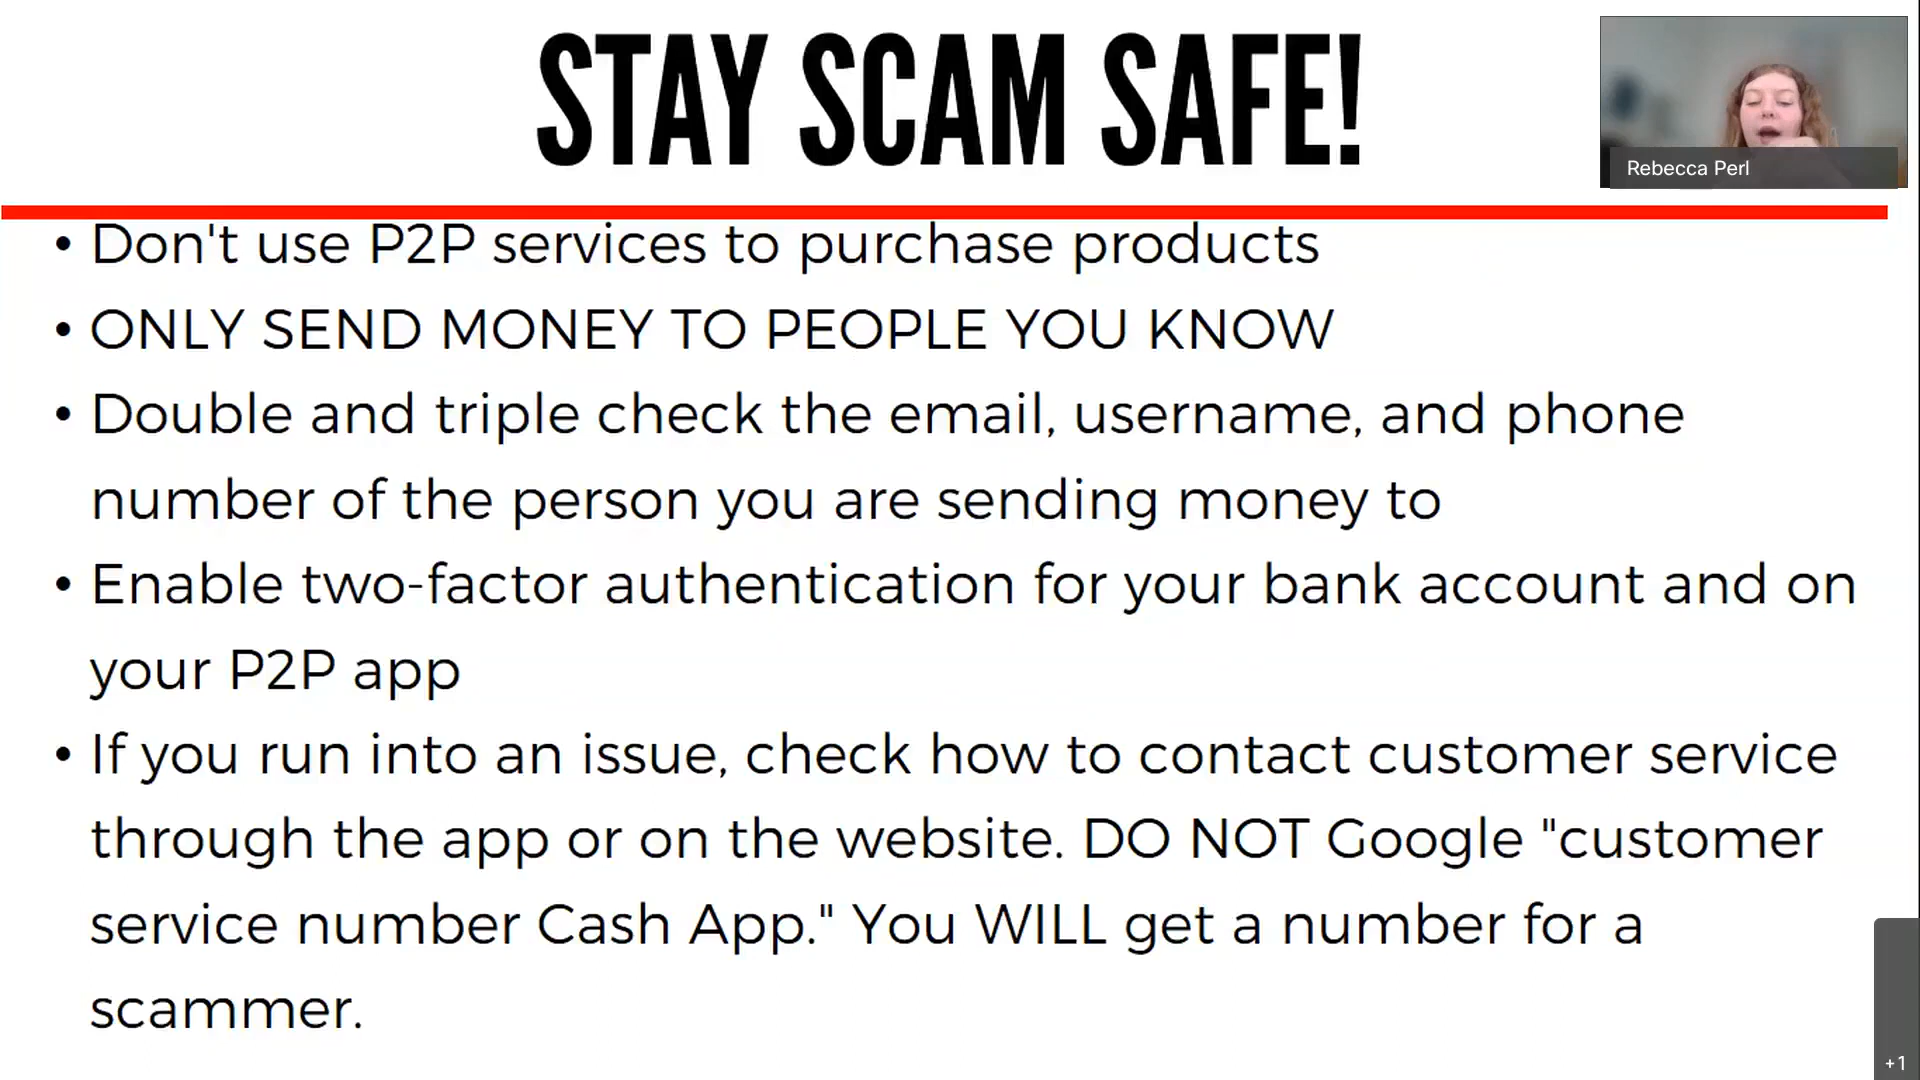 STAY SCAM SAFE!
Rebecca Perl
• Don't use P2P services to purchase products
• ONLY SEND MONEY TO PEOPLE YOU KNOW
• Double and triple check the email, username, and phone
number of the person you are sending money to
• Enable two-factor authentication for your bank account and on
your P2P app
• If you run into an issue, check how to contact customer service
through the app or on the website. DO NOT Google "customer
service number Cash App." You WILL get a number for a
scammer.
+1